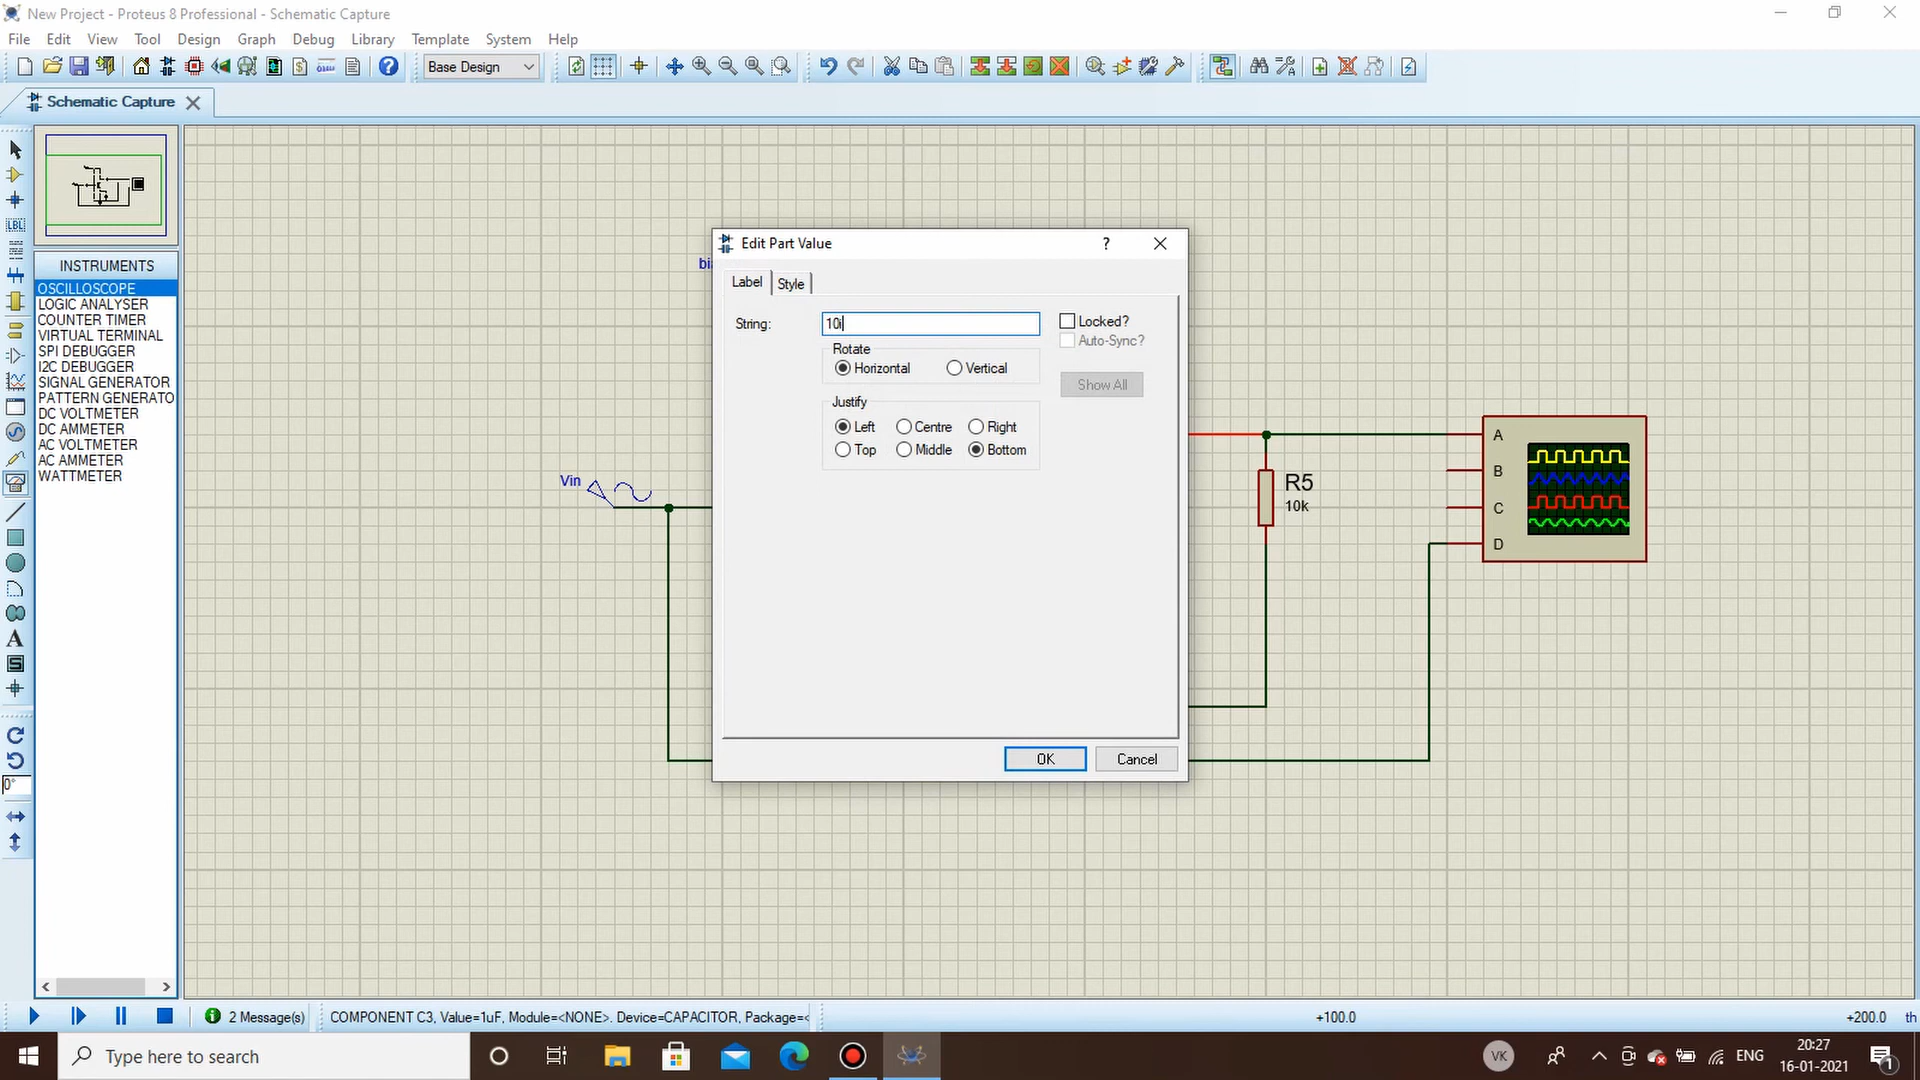 New Project - Proteus 8 Professional - Schematic Capture
File Edit View Tool Design Graph Debug Library Template System Help
Base Design
Schematic Capture
INSTRUMENTS
OSCILLOSCOPE
LOGIC ANALYSER
COUNTER TIMER
VIRTUAL TERMINAL
SPI DEBUGGER
I2C DEBUGGER
SIGNAL GENERATOR
PATTERN GENERATO
DC VOLTMETER
DC AMMETER
AC VOLTMETER
AC AMMETER
WATTMETER
LBL
A
S
0°
bi
Vin
Edit Part Value
?
Label Style
String: 10i
Locked?
Auto-Sync?
Show All
Rotate
Horizontal Vertical
Justify
Left Centre Right
Top Middle Bottom
OK Cancel
R5
10k
A
B
C
D
2 Message(s)
COMPONENT C3, Value=1uF, Module=<NONE>. Device=CAPACITOR, Package=<
+100.0
+200.0
th
Type here to search
VK
ENG
20:27
16-01-2021
1